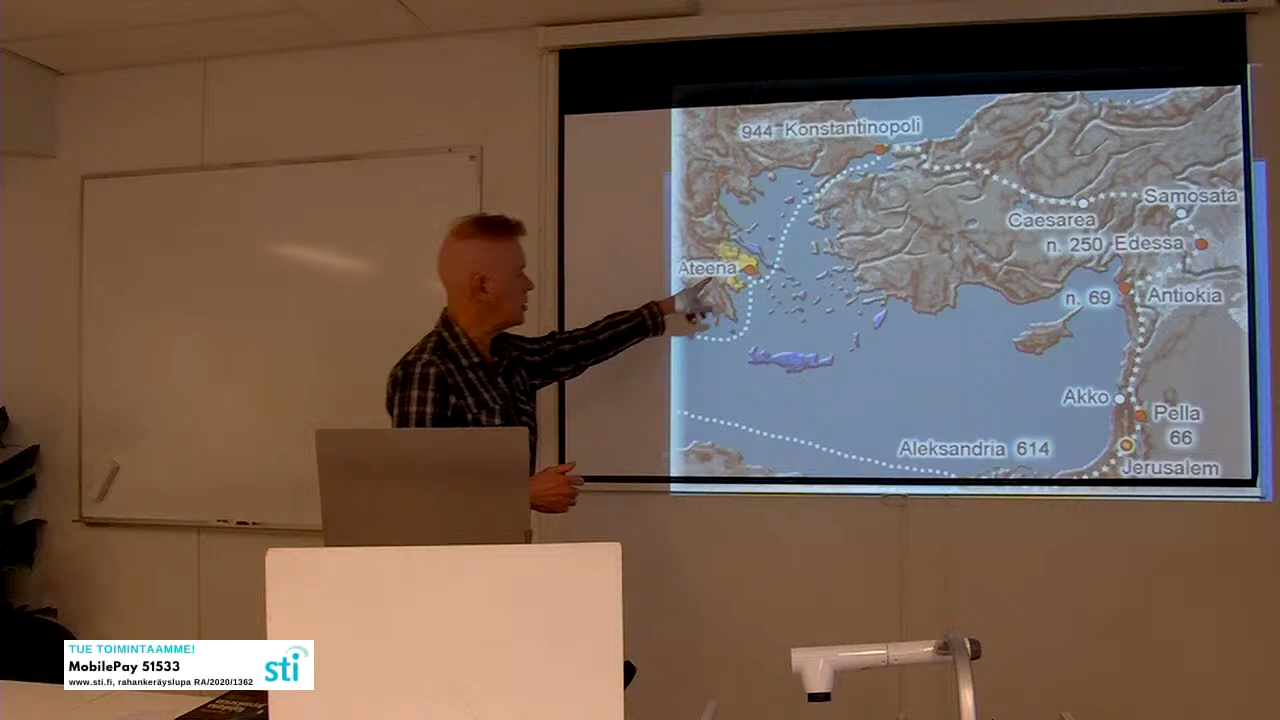 944 Konstantinopoli
Samosata
Caesarea
n. 250 Edessa
Ateena
n. 69
Antiokia
Akko
Pella
66
Aleksandria 614
Jerusalem
TUE TOIMINTAAMME!
MobilePay 51533
www.sti.fi, rahankeräyslupa RA/2020/1362
sti